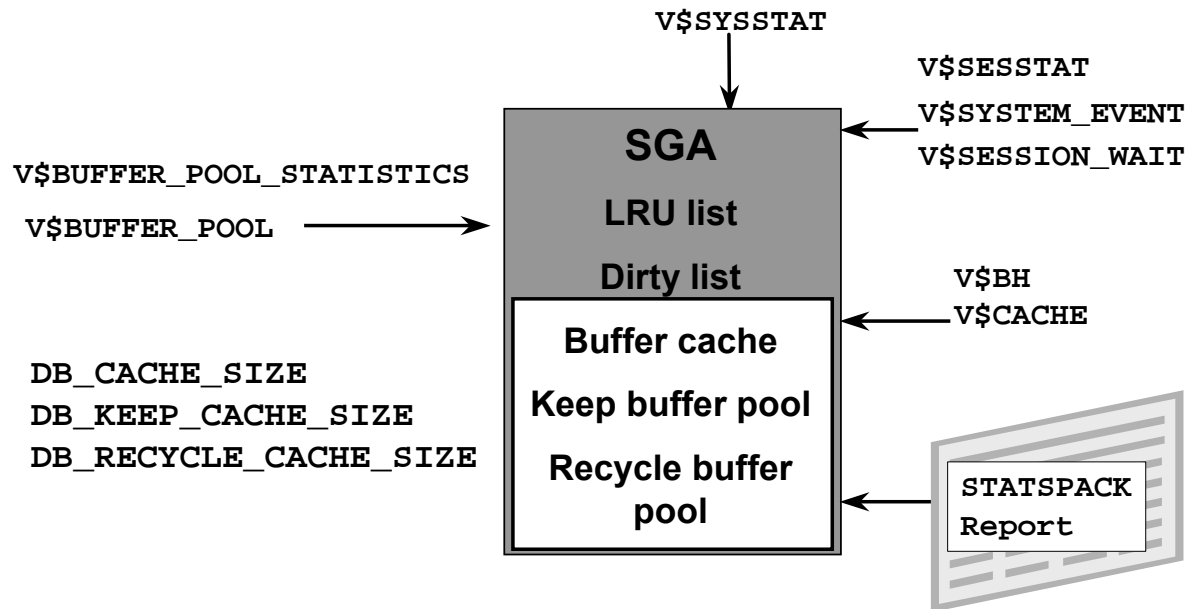 V$SYSSTAT
V$SESSTAT
V$SYSTEM_EVENT
V$SESSION_WAIT
SGA
LRU list
Dirty list
V$BUFFER_POOL_STATISTICS
V$BUFFER_POOL
V$BH
V$CACHE
Buffer cache
Keep buffer pool
Recycle buffer
pool
DB_CACHE_SIZE
DB_KEEP_CACHE_SIZE
DB_RECYCLE_CACHE_SIZE
STATSPACK
Report